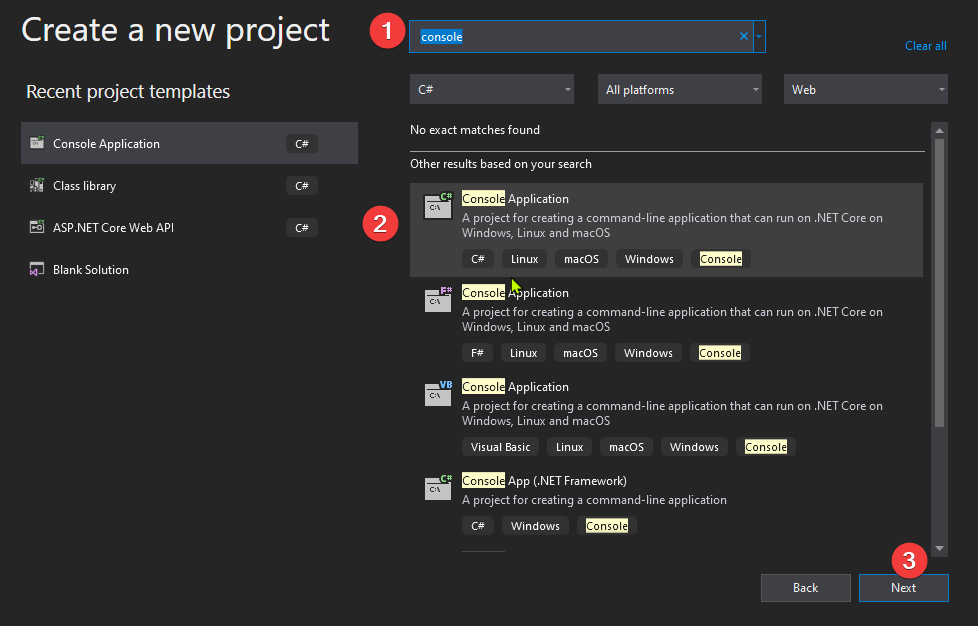 Create a new project
1
console
Clear all
Recent project templates
C#
All platforms
Web
Console Application
C#
Class library
C#
ASP.NET Core Web API
C#
Blank Solution
No exact matches found
Other results based on your search
2
C#
C:\
Console Application
A project for creating a command-line application that can run on .NET Core on
Windows, Linux and macOS
C# Linux macOS Windows Console
F#
C:\
Console Application
A project for creating a command-line application that can run on .NET Core on
Windows, Linux and macOS
F# Linux macOS Windows Console
VB
C:\
Console Application
A project for creating a command-line application that can run on .NET Core on
Windows, Linux and macOS
Visual Basic Linux macOS Windows Console
C#
C:\
Console App (.NET Framework)
A project for creating a command-line application
C# Windows Console
3
Back
Next